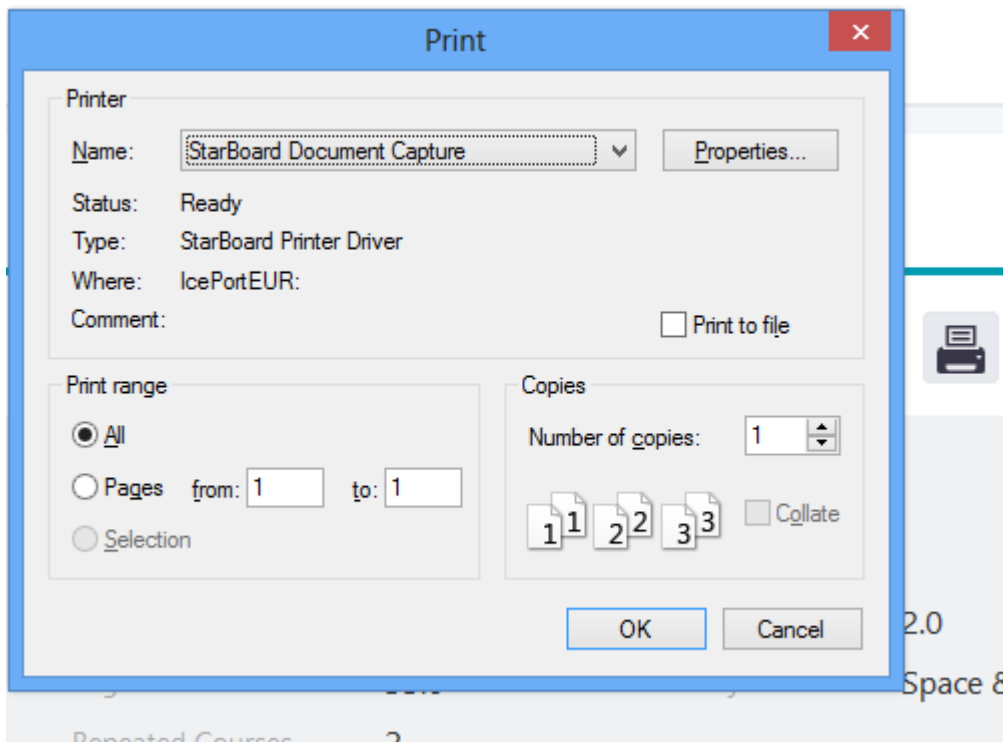 Print
Printer
Name: StarBoard Document Capture Properties...
Status: Ready
Type: StarBoard Printer Driver
Where: IcePortEUR:
Comment:
Print to file
Print range
All
Pages from: 1 to: 1
Selection
Copies
Number of copies: 1
1 1 2 2 3 3 Collate
OK Cancel
2.0
Space &
Repeated Courses 2